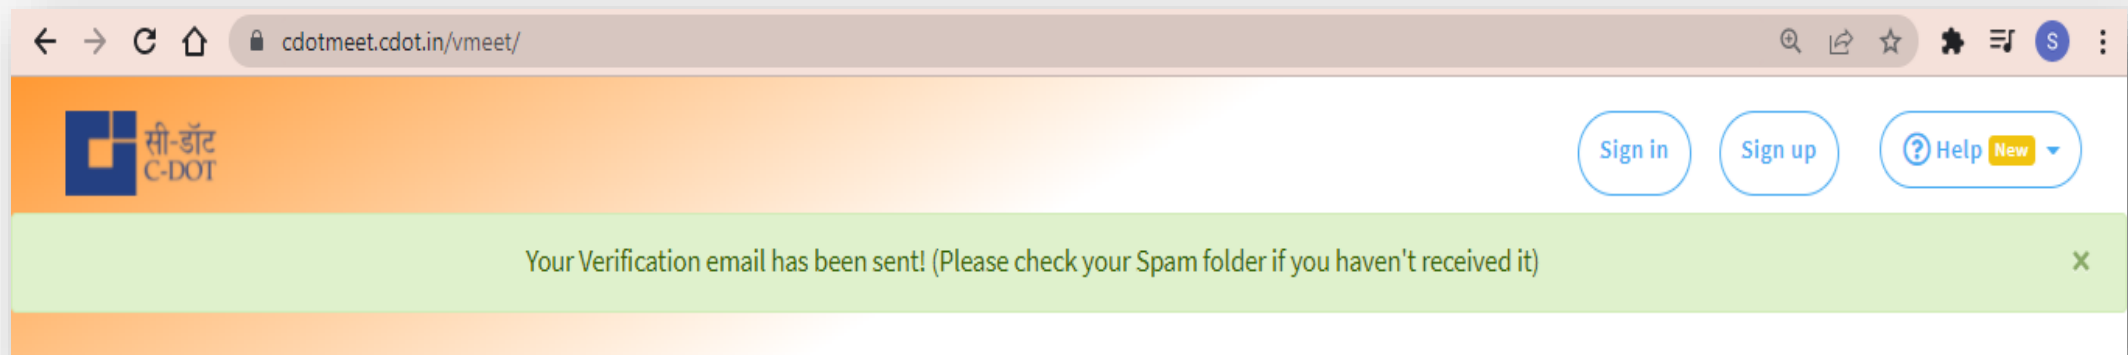 cdotmeet.cdot.in/vmeet/
S
सी-डॉट
C-DOT
Sign in
Sign up
Help New
Your Verification email has been sent! (Please check your Spam folder if you haven't received it)